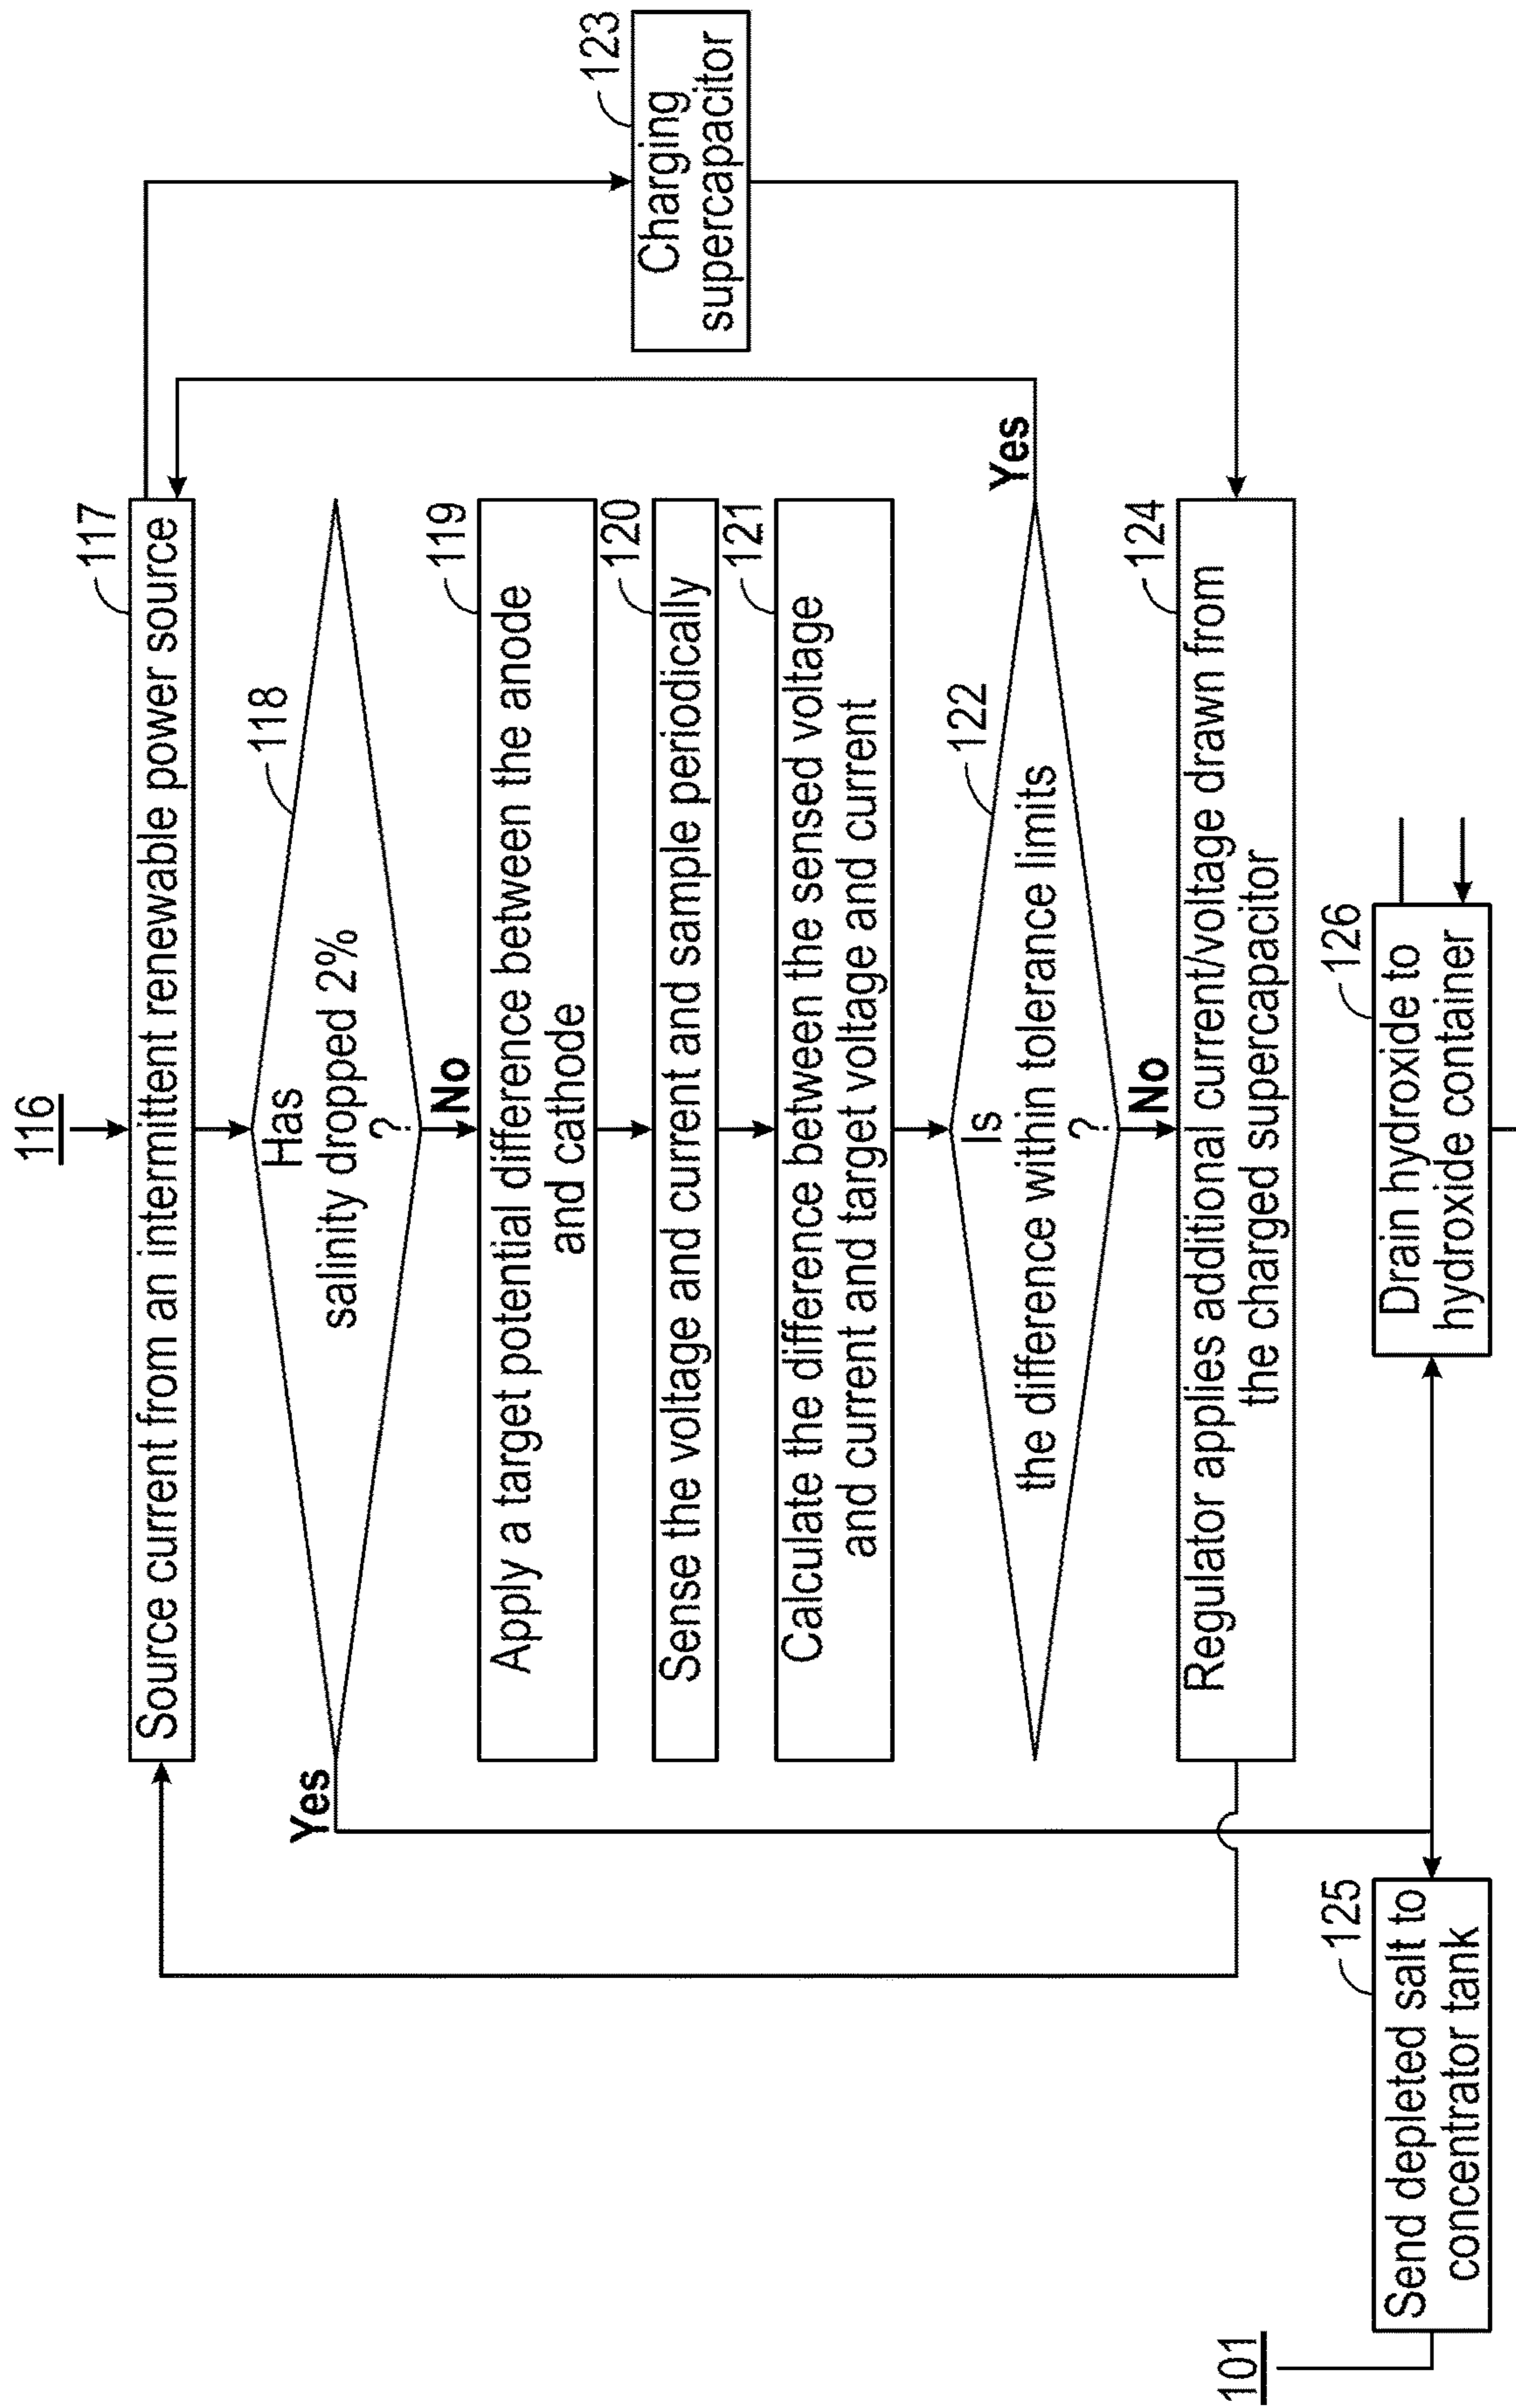 116
117
Source current from an intermittent renewable power source
118
Has
salinity dropped 2%
?
Yes
No
119
Apply a target potential difference between the anode
and cathode
120
Sense the voltage and current and sample periodically
121
Calculate the difference between the sensed voltage
and current and target voltage and current
122
Is
the difference within tolerance limits
?
Yes
No
123
Charging
supercapacitor
124
Regulator applies additional current/voltage drawn from
the charged supercapacitor
101
125
Send depleted salt to
concentrator tank
126
Drain hydroxide to
hydroxide container